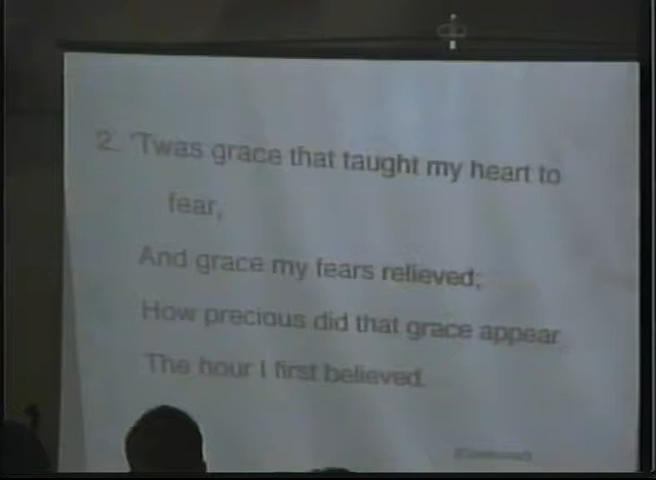 2. 'Twas grace that taught my heart to
fear,
And grace my fears relieved;
How precious did that grace appear
The hour I first believed.